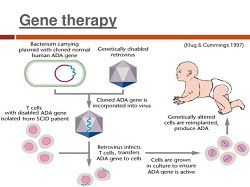 Gene therapy
Bacterium carrying
plasmid with cloned normal
human ADA gene
Genetically disabled
retrovirus
(Klug & Cummings 1997)
Cloned ADA gene is
incorporated into virus
T cells
with disabled ADA gene
isolated from SCID patient
Genetically altered
cells are reimplanted,
produce ADA
Retrovirus infects
T cells, transfers
ADA gene to cells
Cells are grown
in culture to ensure
ADA gene is active